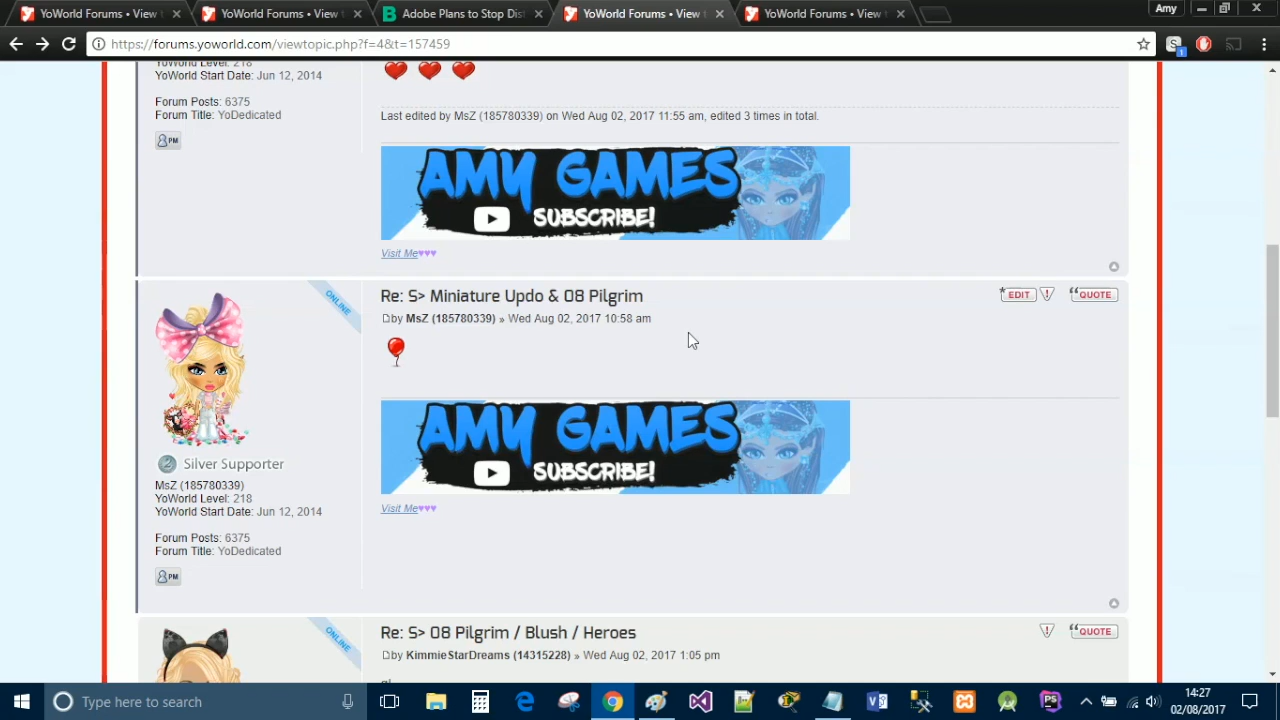 YoWorld Forums • View t
YoWorld Forums • View t
Adobe Plans to Stop Dist
YoWorld Forums • View t
YoWorld Forums • View t
Amy
https://forums.yoworld.com/viewtopic.php?f=4&t=157459
YoWorld Level: 218
YoWorld Start Date: Jun 12, 2014
Forum Posts: 6375
Forum Title: YoDedicated
PM
Last edited by MsZ (185780339) on Wed Aug 02, 2017 11:55 am, edited 3 times in total.
AMY GAMES
SUBSCRIBE!
Visit Me♥♥♥
ONLINE
Re: S> Miniature Updo & 08 Pilgrim
EDIT
QUOTE
by MsZ (185780339) » Wed Aug 02, 2017 10:58 am
AMY GAMES
SUBSCRIBE!
Silver Supporter
MsZ (185780339)
YoWorld Level: 218
YoWorld Start Date: Jun 12, 2014
Visit Me♥♥♥
Forum Posts: 6375
Forum Title: YoDedicated
PM
ONLINE
Re: S> 08 Pilgrim / Blush / Heroes
QUOTE
by KimmieStarDreams (14315228) » Wed Aug 02, 2017 1:05 pm
Type here to search
14:27
02/08/2017